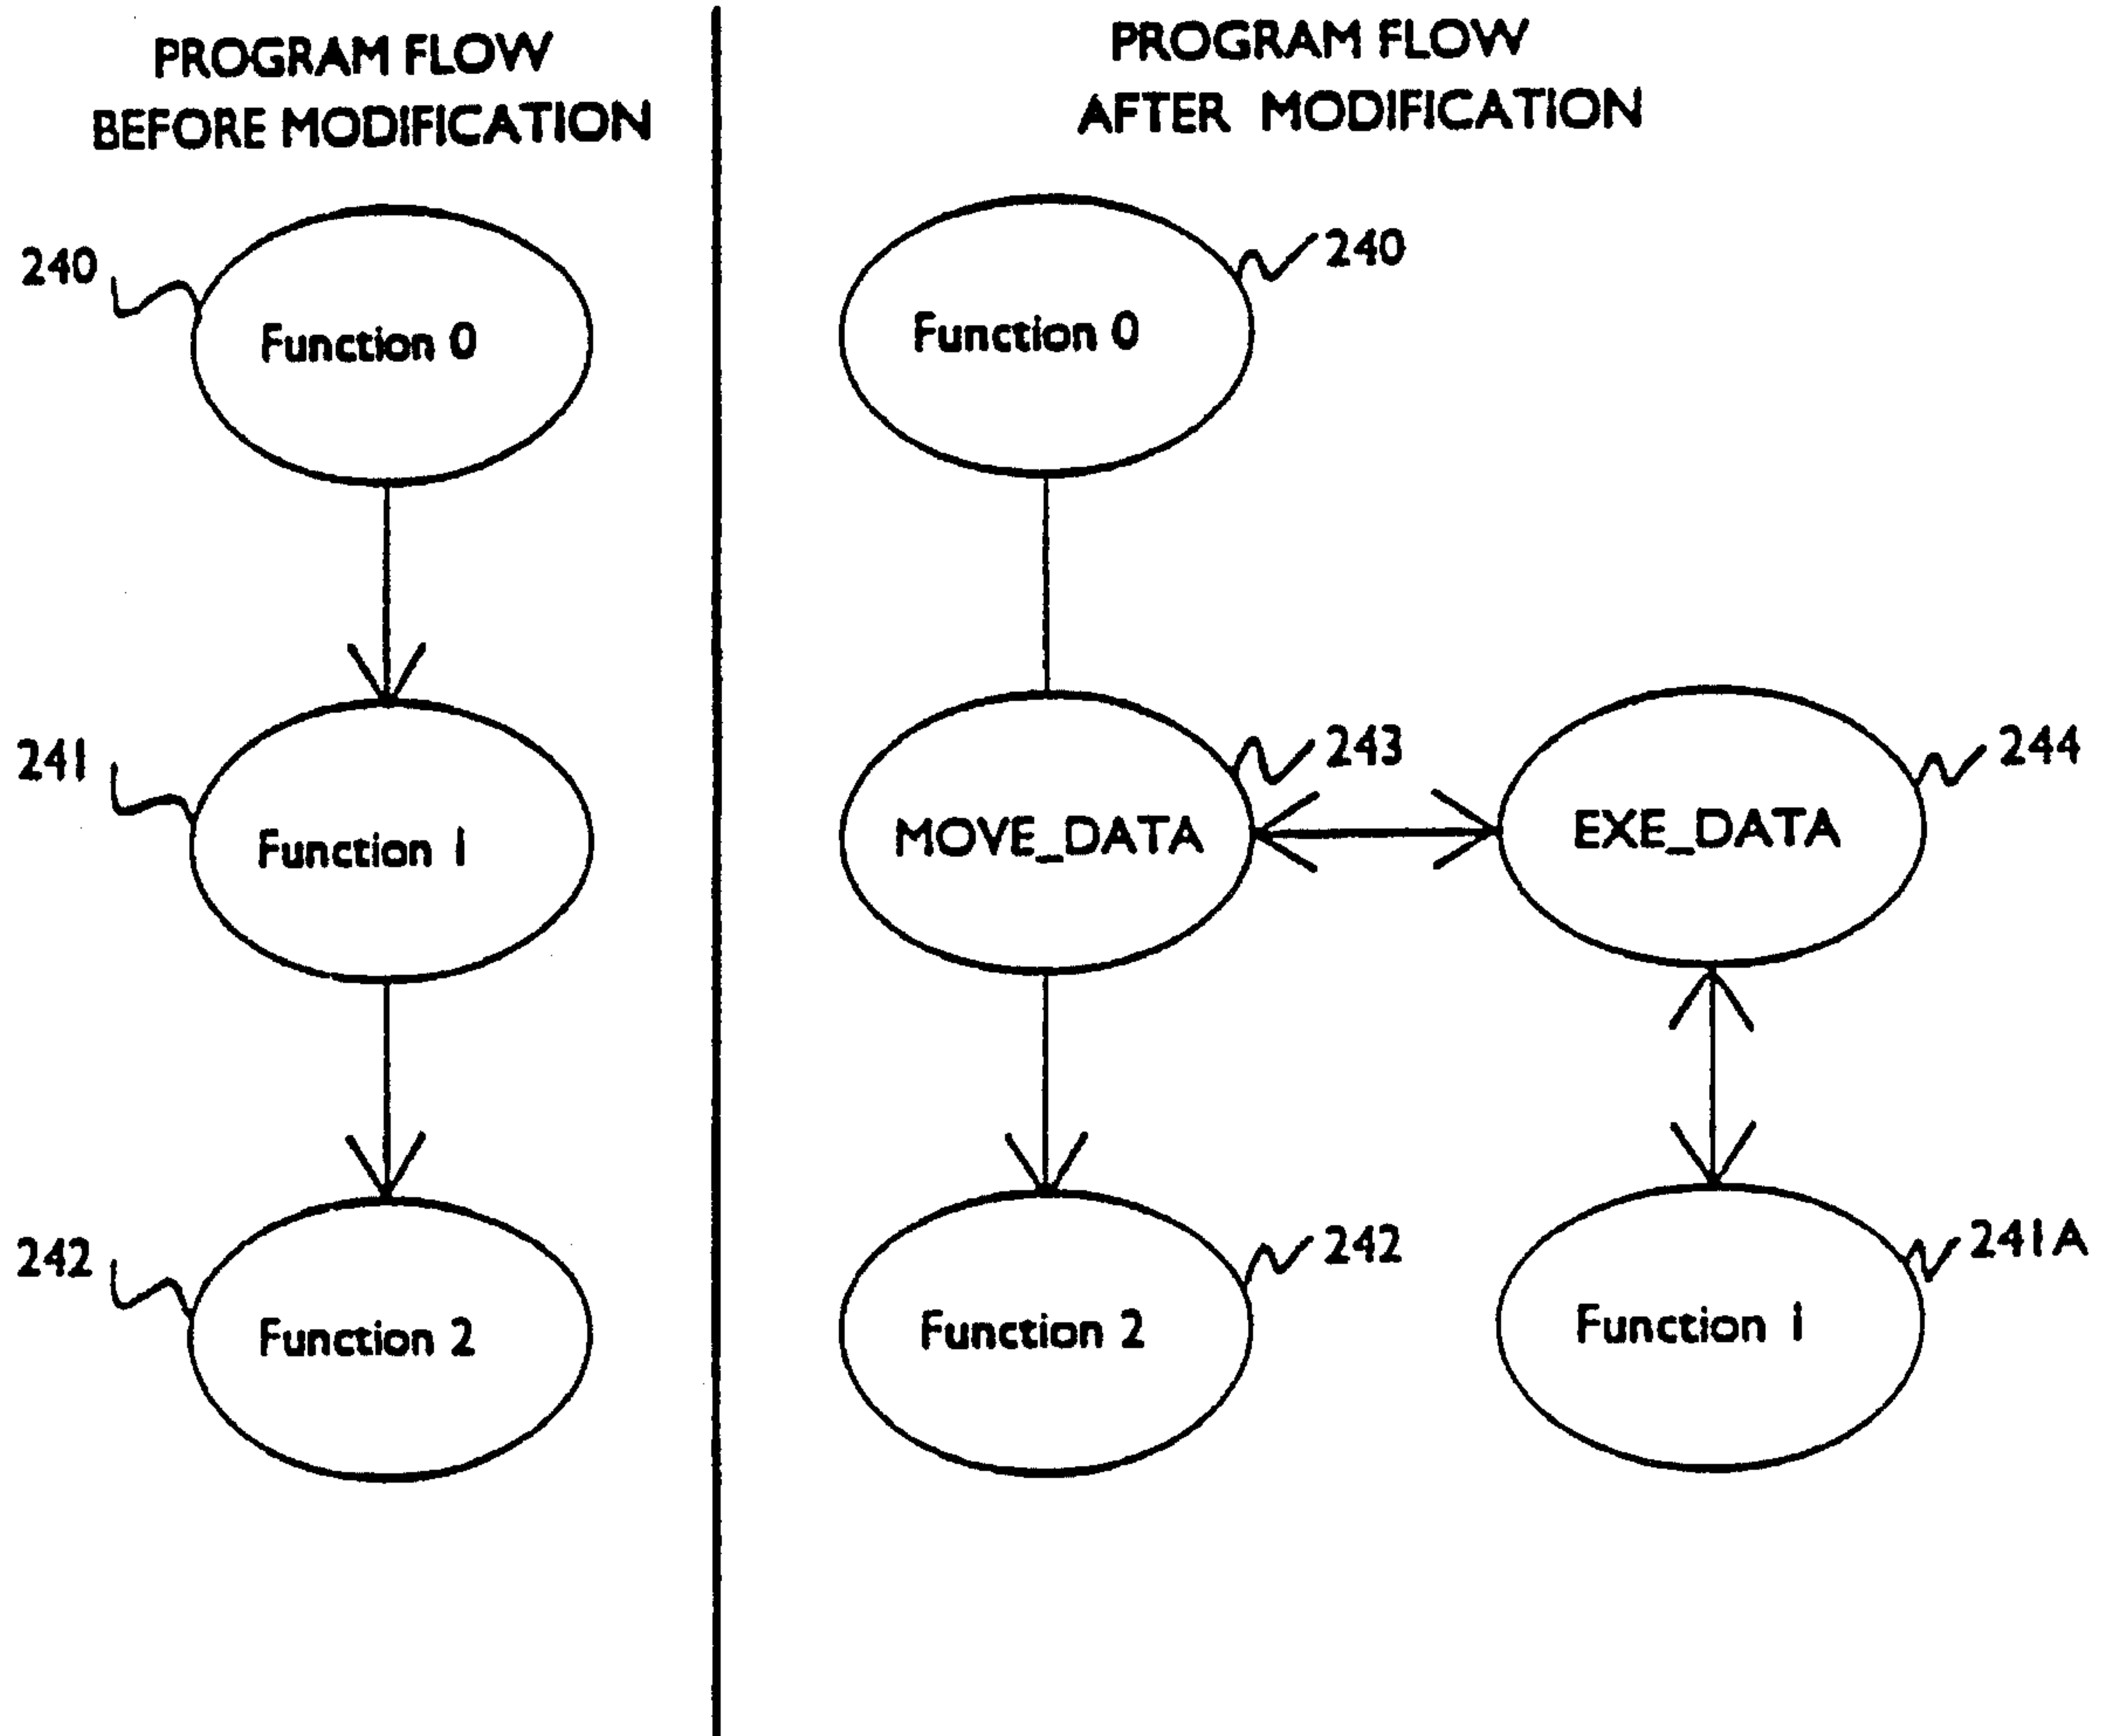 PROGRAM FLOW
BEFORE MODIFICATION
240
Function 0
241
Function 1
242
Function 2
PROGRAM FLOW
AFTER MODIFICATION
240
Function 0
243
MOVE_DATA
244
EXE_DATA
242
Function 2
241A
Function 1